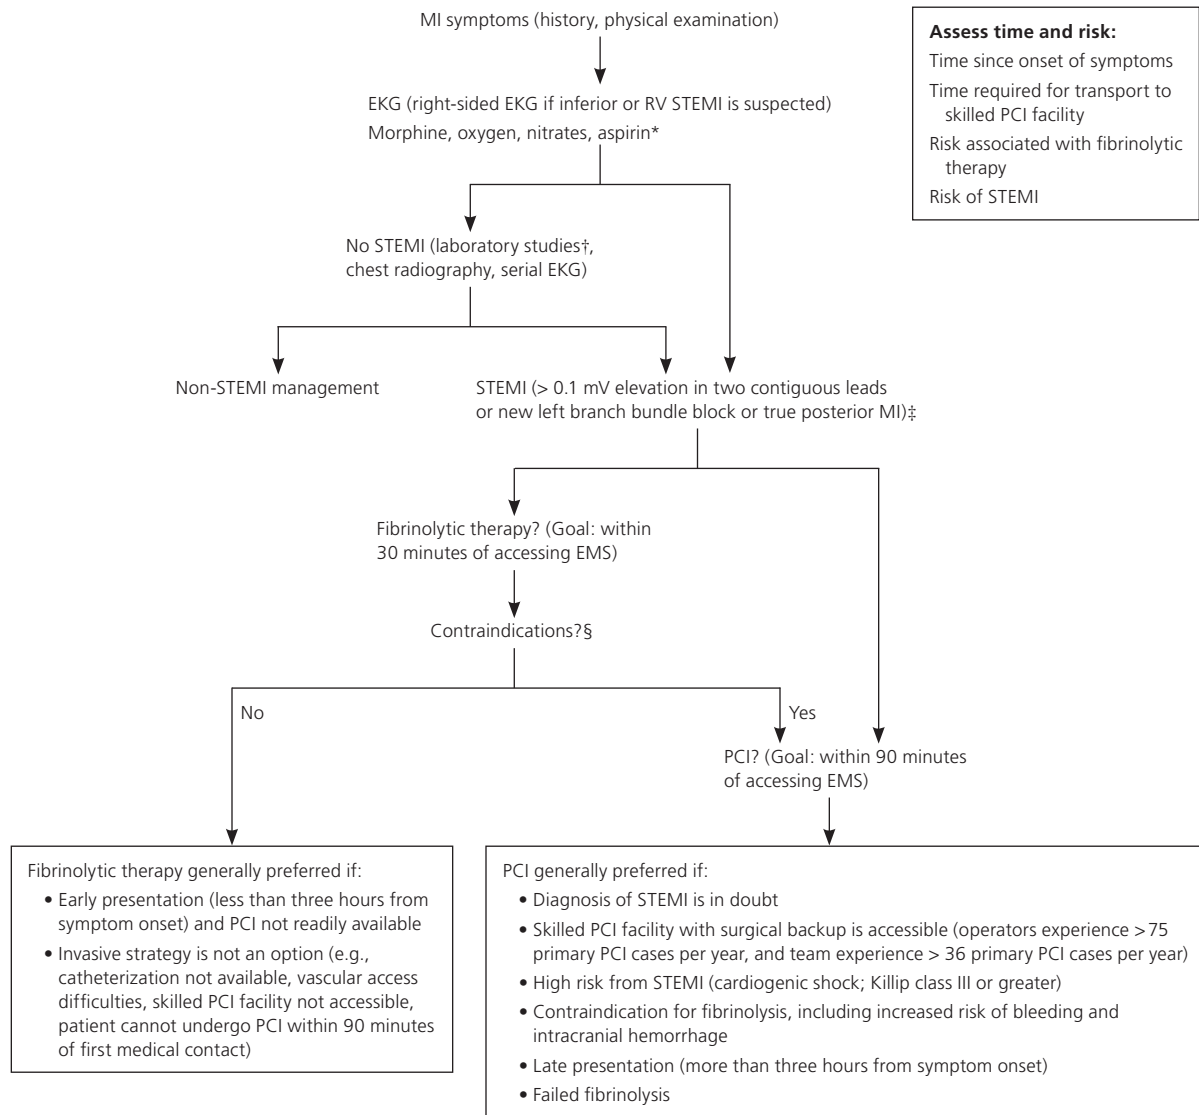 MI symptoms (history, physical examination)
Assess time and risk:
Time since onset of symptoms
Time required for transport to
skilled PCI facility
Risk associated with fibrinolytic
therapy
Risk of STEMI
EKG (right-sided EKG if inferior or RV STEMI is suspected)
Morphine, oxygen, nitrates, aspirin*
No STEMI (laboratory studies†,
chest radiography, serial EKG)
Non-STEMI management
STEMI (> 0.1 mV elevation in two contiguous leads
or new left branch bundle block or true posterior MI)‡
Fibrinolytic therapy? (Goal: within
30 minutes of accessing EMS)
Contraindications?§
No
Yes
PCI? (Goal: within 90 minutes
of accessing EMS)
Fibrinolytic therapy generally preferred if:
• Early presentation (less than three hours from
symptom onset) and PCI not readily available
• Invasive strategy is not an option (e.g.,
catheterization not available, vascular access
difficulties, skilled PCI facility not accessible,
patient cannot undergo PCI within 90 minutes
of first medical contact)
PCI generally preferred if:
• Diagnosis of STEMI is in doubt
• Skilled PCI facility with surgical backup is accessible (operators experience > 75
primary PCI cases per year, and team experience > 36 primary PCI cases per year)
• High risk from STEMI (cardiogenic shock; Killip class III or greater)
• Contraindication for fibrinolysis, including increased risk of bleeding and
intracranial hemorrhage
• Late presentation (more than three hours from symptom onset)
• Failed fibrinolysis